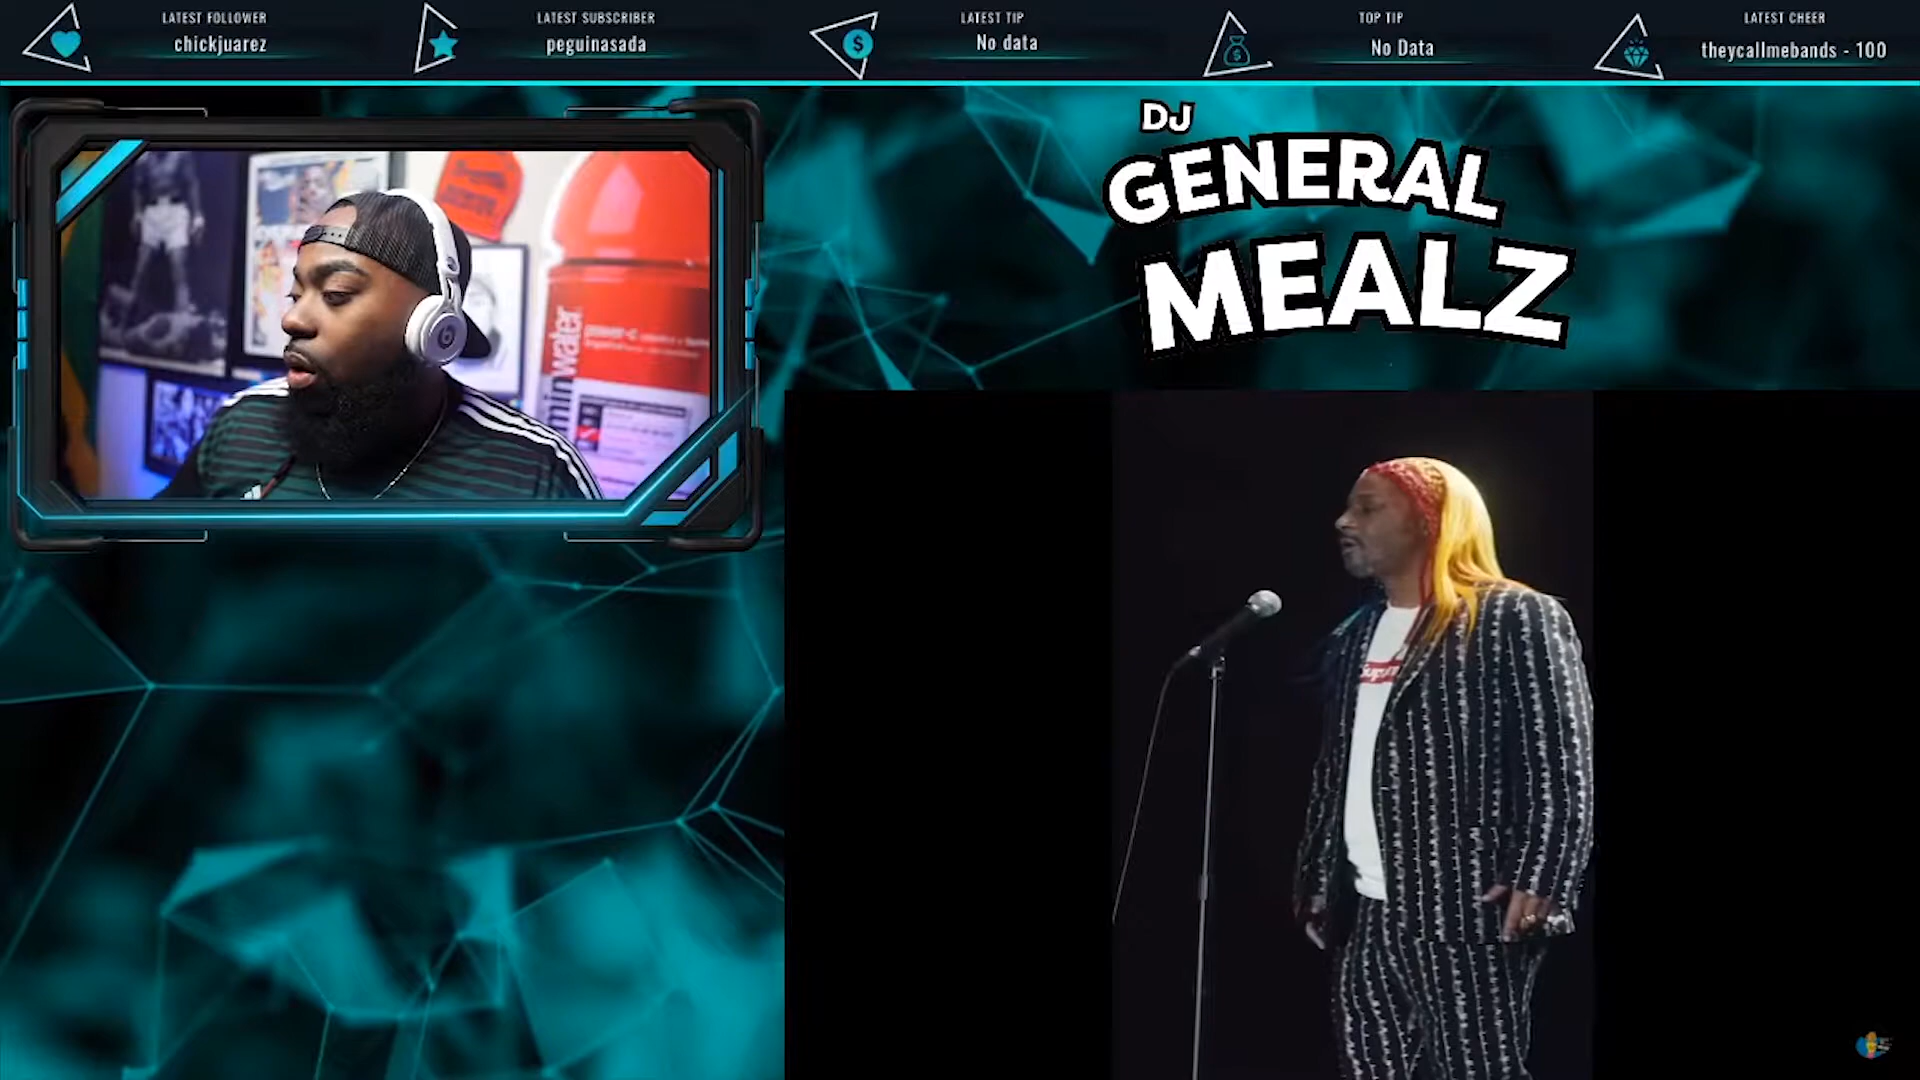 LATEST FOLLOWER
chickjuarez
LATEST SUBSCRIBER
peguinasada
LATEST TIP
No data
TOP TIP
No Data
LATEST CHEER
theycallmebands - 100
DJ
GENERAL
MEALZ